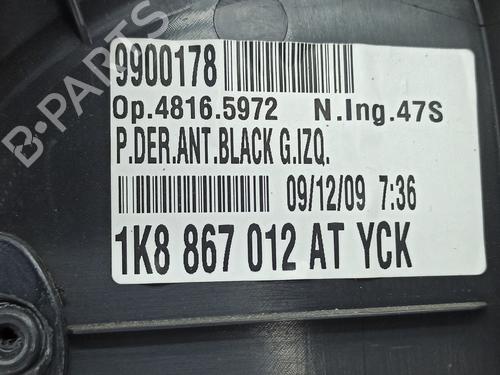 9900178
Op.4816.5972 N.Ing.47S
P.DER.ANT.BLACK G.IZQ.
09/12/09 7:36
1K8 867 012 AT YCK
B-PARTS